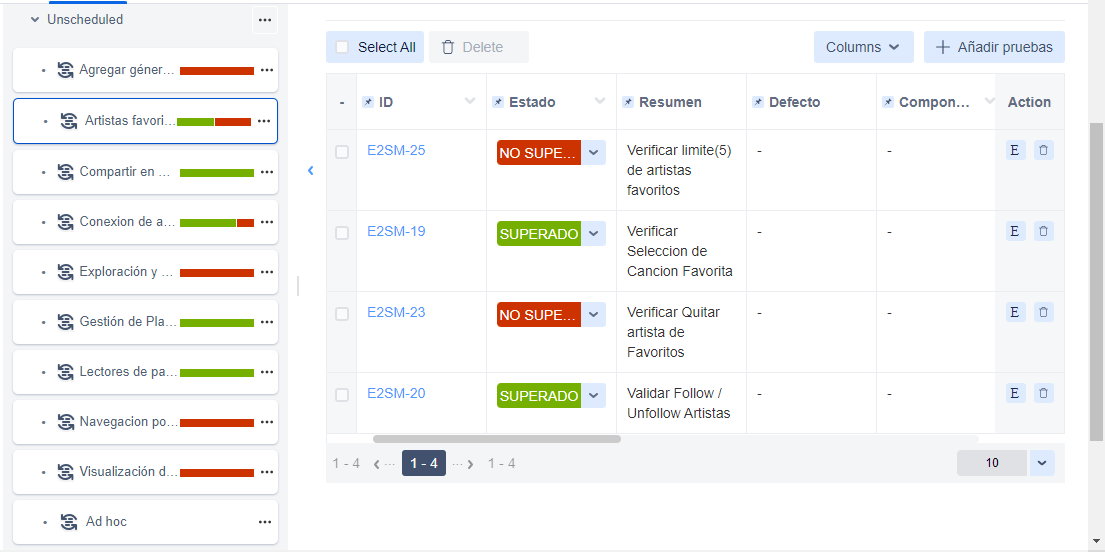 Unscheduled
Agregar géner...
Artistas favori...
Compartir en ...
Conexion de a...
Exploración y ...
Gestión de Pla...
Lectores de pa...
Navegacion po...
Visualización d...
Ad hoc
Select All
Delete
Columns
Añadir pruebas
- ID Estado Resumen Defecto Compon... Action
E2SM-25 NO SUPE... Verificar limite(5) - - E
de artistas
favoritos
E2SM-19 SUPERADO Verificar - - E
Seleccion de
Cancion Favorita
E2SM-23 NO SUPE... Verificar Quitar - - E
artista de
Favoritos
E2SM-20 SUPERADO Validar Follow / - - E
Unfollow Artistas
1 - 4 ... 1 - 4 ... 1 - 4 10